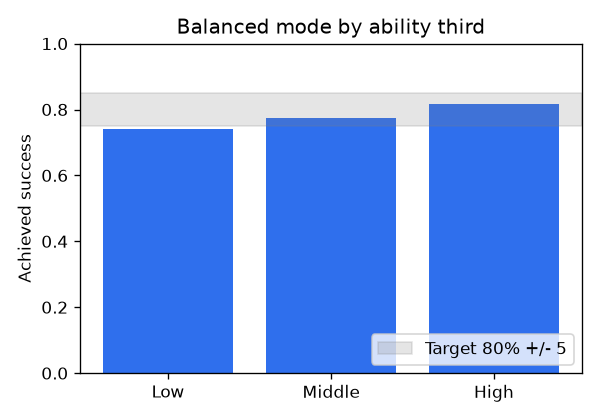 Balanced mode by ability third
Achieved success
1.0
0.8
0.6
0.4
0.2
0.0
Target 80% +/- 5
Low
Middle
High